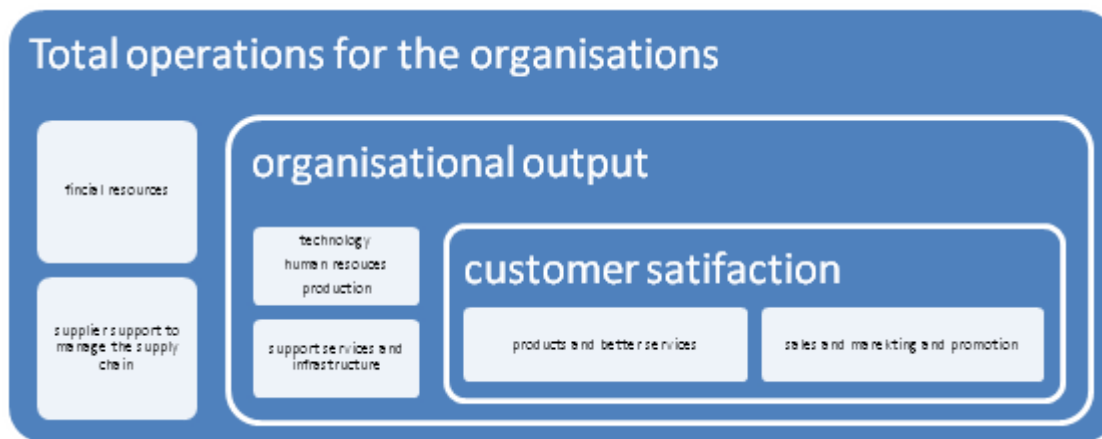 Total operations for the organisations
fincial resources
supplier support to
manage the supply
chain
organisational output
technology
human resouces
production
support services and
infrastructure
customer satifaction
products and better services
sales and marekting and promotion